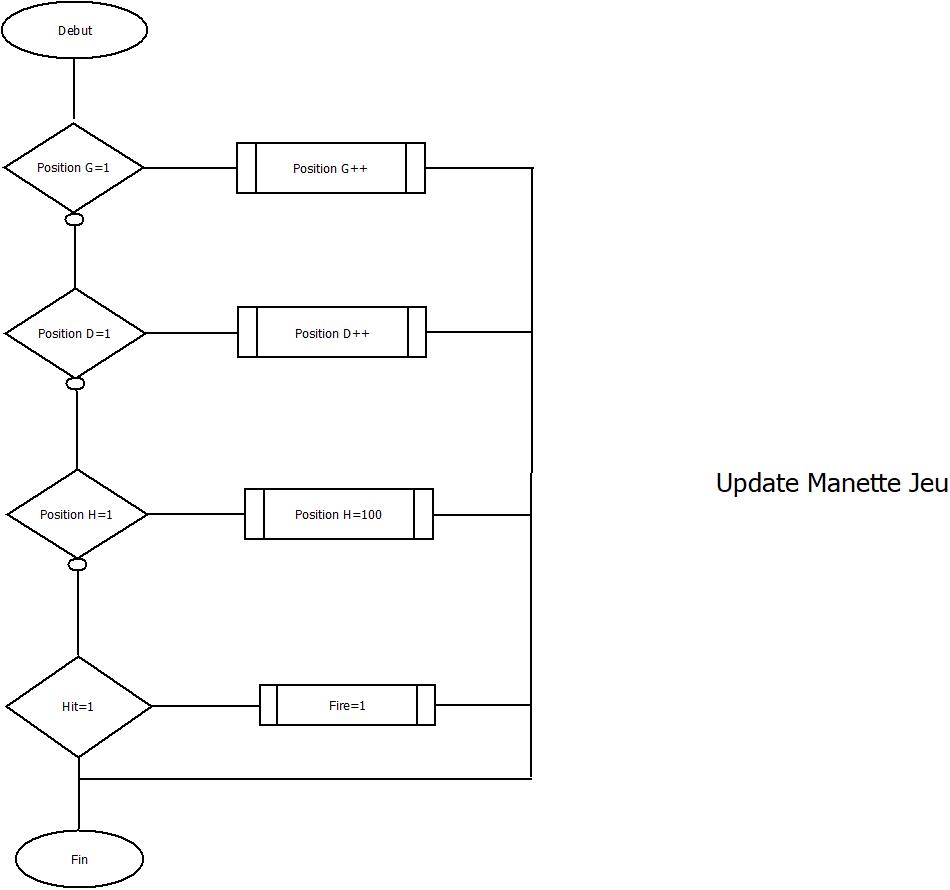 Debut
Position G=1
Position G++
Position D=1
Position D++
Update Manette Jeu
Position H=1
Position H=100
Hit=1
Fire=1
Fin